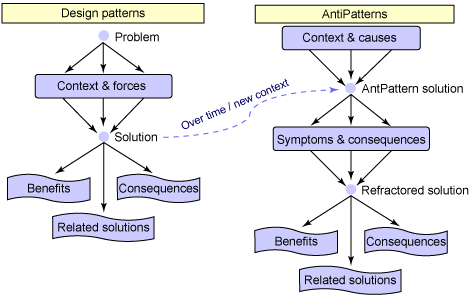 Design patterns
Problem
Context & forces
Solution
Benefits
Consequences
Related solutions
Over time / new context
AntiPatterns
Context & causes
AntPattern solution
Symptoms & consequences
Refractored solution
Benefits
Consequences
Related solutions